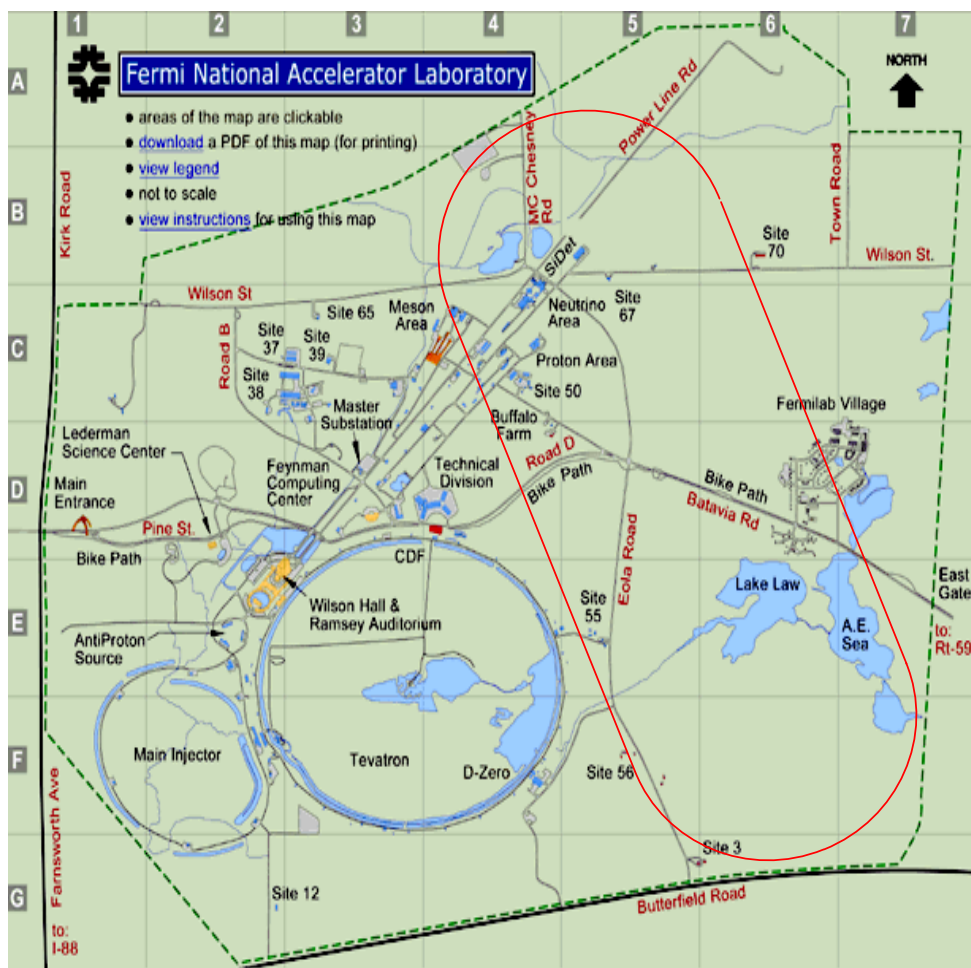 1 2 3 4 5 6 7
A
B
C
D
E
F
G
Fermi National Accelerator Laboratory
areas of the map are clickable
download a PDF of this map (for printing)
view legend
not to scale
view instructions for using this map
NORTH
Kirk Road
MC Chesney
Rd
Power Line Rd
Town Road
Site
70
Wilson St.
SiDet
Wilson St
Site 65
Meson
Area
Neutrino
Area
Site
67
Road B
Site
37
Site
39
Site
38
Proton Area
Site 50
Master
Substation
Buffalo
Farm
Fermilab Village
Lederman
Science Center
Feynman
Computing
Center
Technical
Division
Road D
Bike Path
Bike Path
Batavia Rd
Main
Entrance
Pine St.
Bike Path
CDF
Eola Road
East
Gate
to:
Rt-59
Lake Law
A.E.
Sea
Wilson Hall &
Ramsey Auditorium
Site
55
AntiProton
Source
Main Injector
Tevatron
D-Zero
Site 56
Site 3
Site 12
Butterfield Road
Farnsworth Ave
to:
I-88